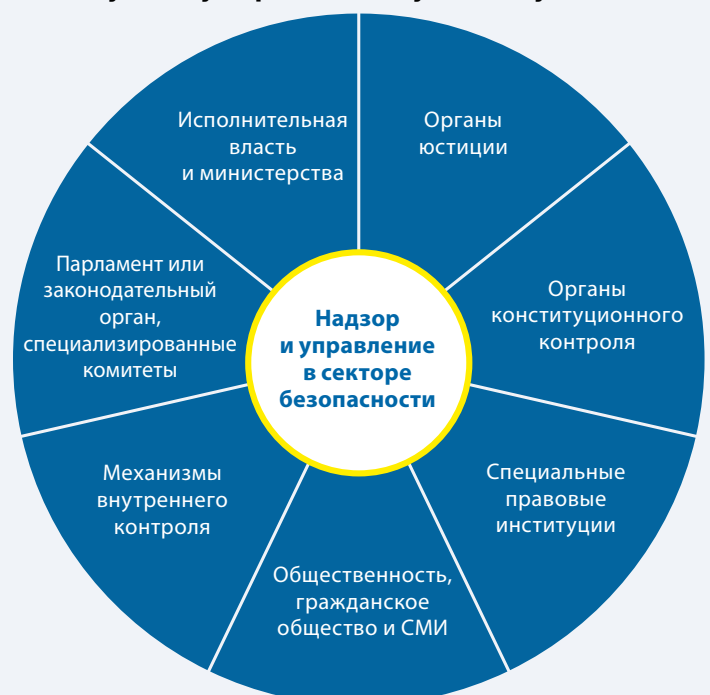 Исполнительная
власть
и министерства
Органы
юстиции
Парламент или
законодательный
орган,
специализированные
комитеты
Надзор
и управление
в секторе
безопасности
Органы
конституционного
контроля
Механизмы
внутреннего
контроля
Специальные
правовые
институции
Общественность,
гражданское
общество и СМИ